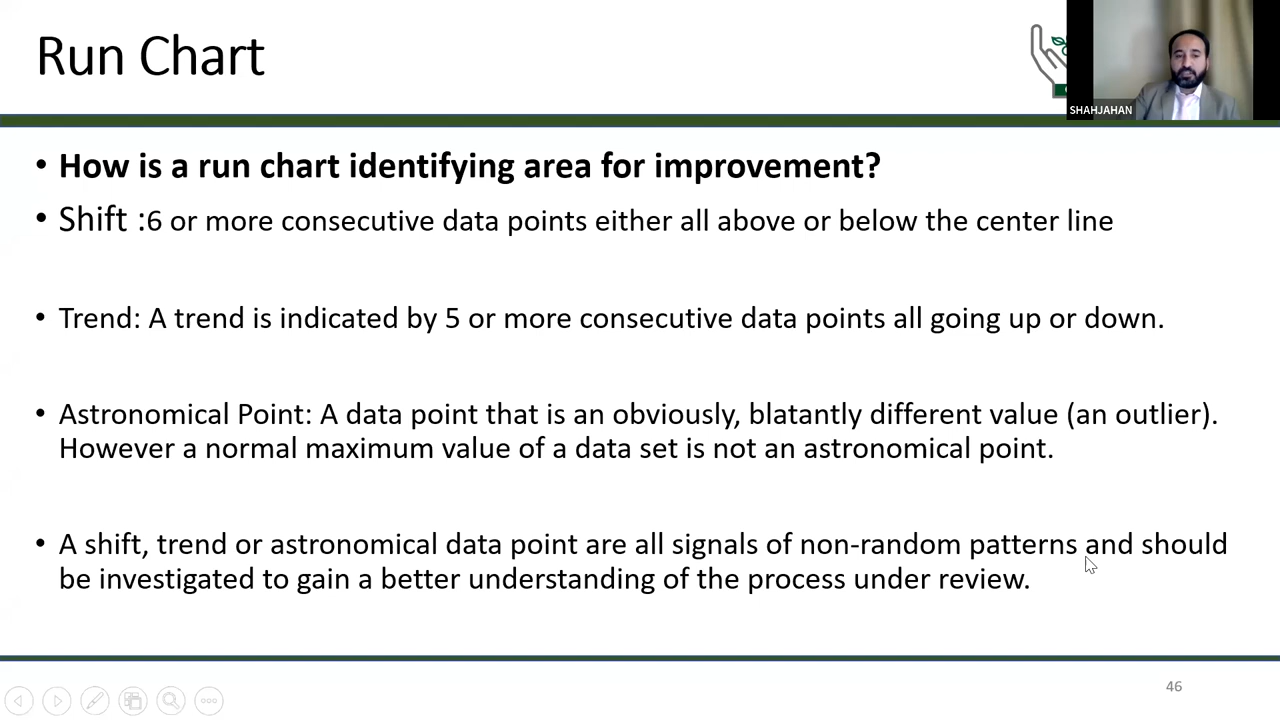 Run Chart
SHAHJAHAN
• How is a run chart identifying area for improvement?
• Shift :6 or more consecutive data points either all above or below the center line
• Trend: A trend is indicated by 5 or more consecutive data points all going up or down.
• Astronomical Point: A data point that is an obviously, blatantly different value (an outlier).
However a normal maximum value of a data set is not an astronomical point.
• A shift, trend or astronomical data point are all signals of non-random patterns and should
be investigated to gain a better understanding of the process under review.
46